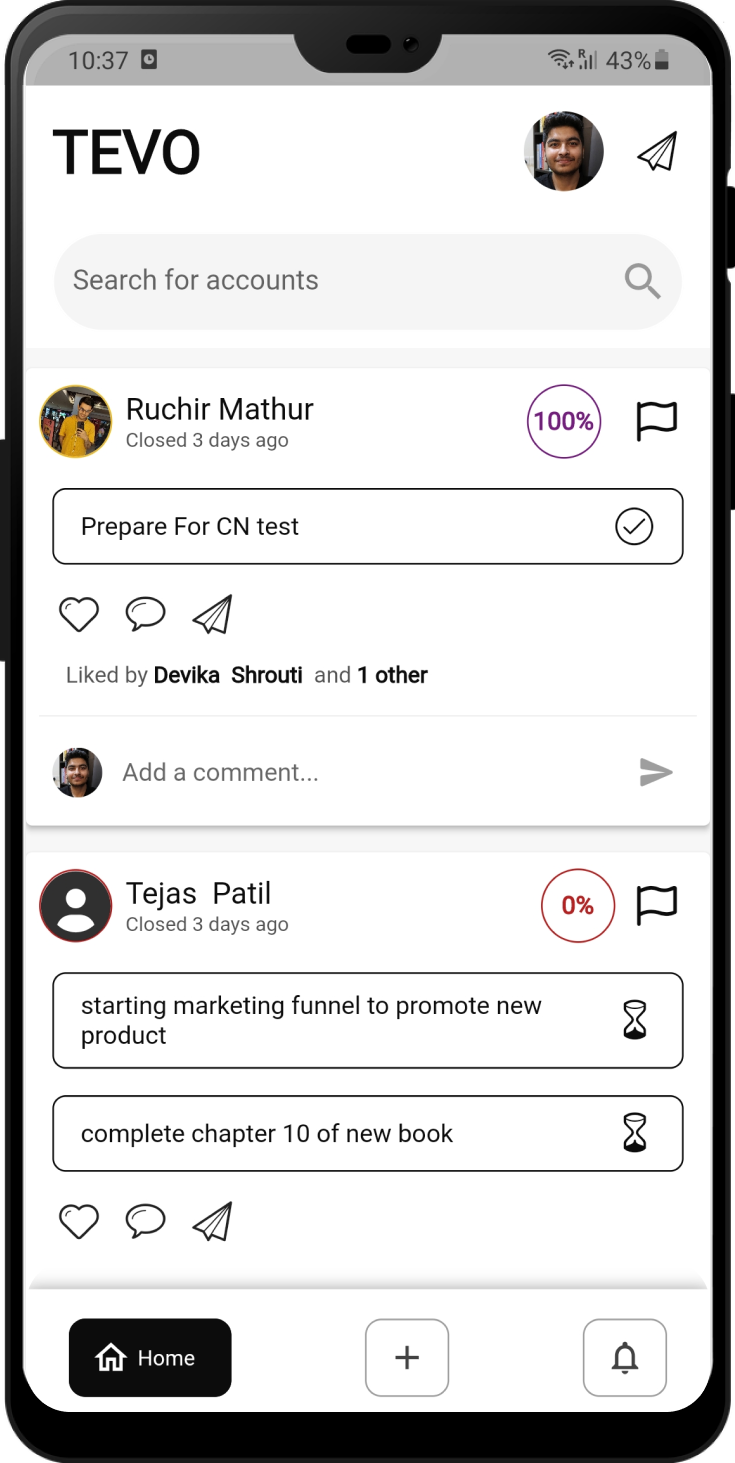 10:37
R 43%
TEVO
Search for accounts
Ruchir Mathur
Closed 3 days ago
100%
Prepare For CN test
Liked by Devika  Shrouti  and 1 other
Add a comment...
Tejas  Patil
Closed 3 days ago
0%
starting marketing funnel to promote new
product
complete chapter 10 of new book
Home